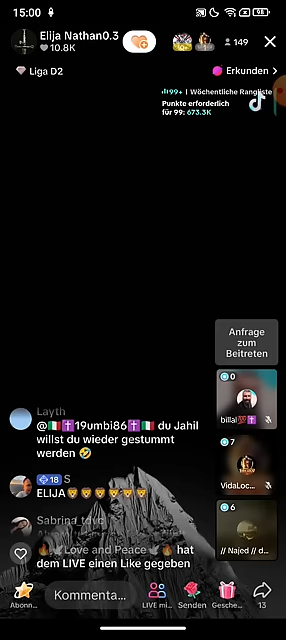 15:00
98
Elija Nathan0.3
10.8K
149
Liga D2
Erkunden >
99+ | Wöchentliche Rangliste
Punkte erforderlich
für 99: 673.3K
Anfrage
zum
Beitreten
0
billal
7
VidaLoc...
6
// Najed // d...
Layth
@🇮🇹✝️19umbi86✝️🇮🇹 du Jahil
willst du wieder gestummt
werden 🤣
18 S
ELIJA🦁🦁🦁🦁🦁🦁
Sabrina_tdvc
🔥🕊️Love and Peace🕊️🔥 hat
dem LIVE einen Like gegeben
Abonn...
Kommenta...
LIVE mi...
Senden
Gesche...
13